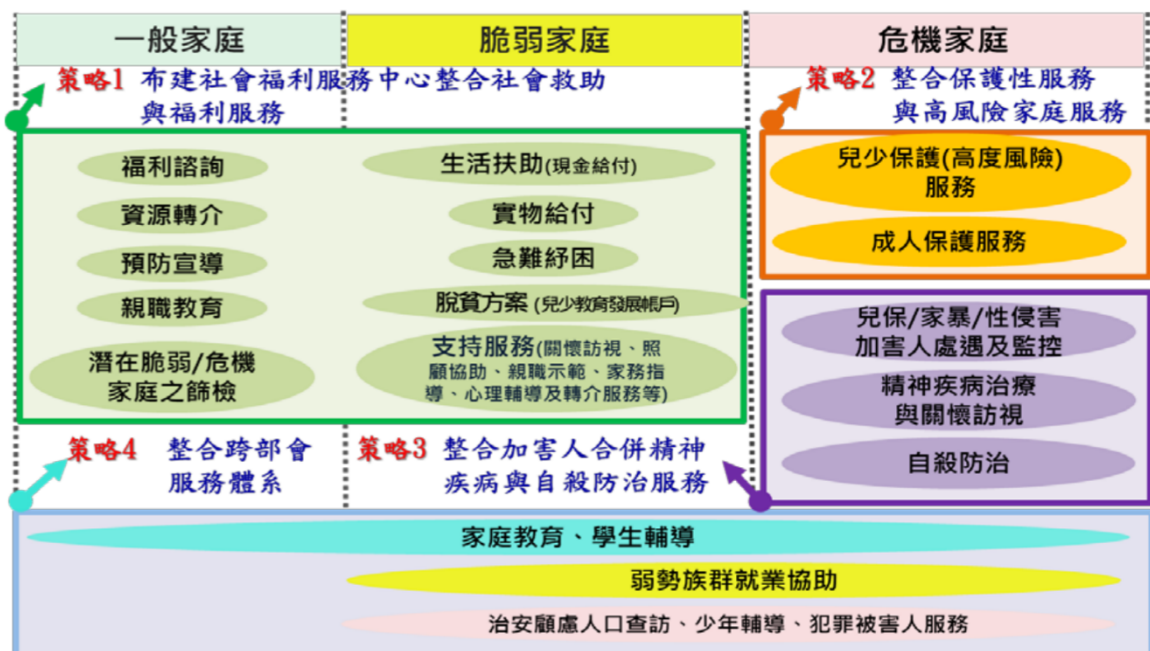 一般家庭
脆弱家庭
危機家庭
策略1 布建社會福利服務中心整合社會救助
與福利服務
策略2 整合保護性服務
與高風險家庭服務
福利諮詢
資源轉介
預防宣導
親職教育
潛在脆弱/危機
家庭之篩檢
生活扶助(現金給付)
實物給付
急難紓困
脫貧方案 (兒少教育發展帳戶)
支持服務(關懷訪視、照
顧協助、親職示範、家務指
導、心理輔導及轉介服務等)
兒少保護(高度風險)
服務
成人保護服務
兒保/家暴/性侵害
加害人處遇及監控
精神疾病治療
與關懷訪視
自殺防治
策略4 整合跨部會
服務體系
策略3 整合加害人合併精神
疾病與自殺防治服務
家庭教育、學生輔導
弱勢族群就業協助
治安顧慮人口查訪、少年輔導、犯罪被害人服務